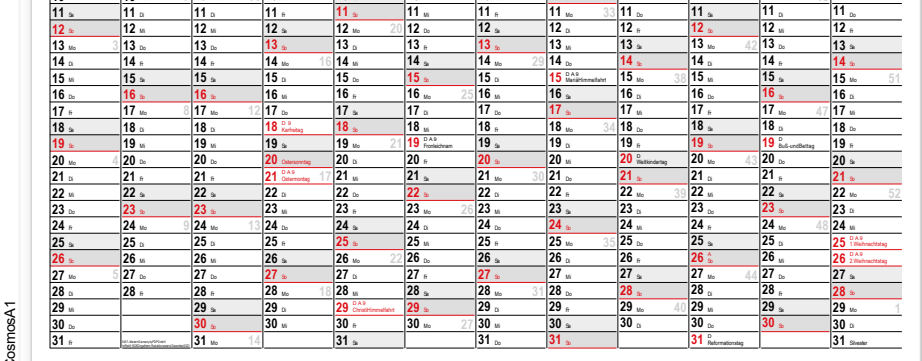 11 Sa 11 Di 11 Di 11 Fr 11 So 11 Mi 11 Fr 11 Mo 33 11 Do 11 Sa 11 Di 11 Do
12 So 12 Mi 12 Mi 12 Sa 12 Mo 20 12 Do 12 Sa 12 Di 12 Fr 12 So 12 Mi 12 Fr
13 Mo 3 13 Do 13 Do 13 So 13 Di 13 Fr 13 So 13 Mi 13 Sa 13 Mo 42 13 Do 13 Sa
14 Di 14 Fr 14 Fr 14 Mo 16 14 Mi 14 Sa 14 Mo 29 14 Do 14 So 14 Di 14 Fr 14 So
15 Mi 15 Sa 15 Sa 15 Di 15 Do 15 So 15 Di 15 D A 9 MariäHimmelfahrt 15 Mo 38 15 Mi 15 Sa 15 Mo 51
16 Do 16 So 16 So 16 Mi 16 Fr 16 Mo 25 16 Mi 16 Sa 16 Di 16 Do 16 So 16 Di
17 Fr 17 Mo 8 17 Mo 12 17 Do 17 Sa 17 Di 17 Do 17 So 17 Mi 17 Fr 17 Mo 47 17 Mi
18 Sa 18 Di 18 Di 18 D 9 Karfreitag 18 So 18 Mi 18 Fr 18 Mo 34 18 Do 18 Sa 18 Di 18 Do
19 So 19 Mi 19 Mi 19 Sa 19 Mo 21 19 D A 9 Fronleichnam 19 Sa 19 Di 19 Fr 19 So 19 D Buß-undBettag 19 Fr
20 Mo 4 20 Do 20 Do 20 Ostersonntag 20 Di 20 Fr 20 So 20 Mi 20 D Weltkindertag 20 Mo 43 20 Do 20 Sa
21 Di 21 Fr 21 Fr 21 D A 9 Ostermontag 17 21 Mi 21 Sa 21 Mo 30 21 Do 21 So 21 Di 21 Fr 21 So
22 Mi 22 Sa 22 Sa 22 Di 22 Do 22 So 22 Di 22 Fr 22 Mo 39 22 Mi 22 Sa 22 Mo 52
23 Do 23 So 23 So 23 Mi 23 Fr 23 Mo 26 23 Mi 23 Sa 23 Di 23 Do 23 So 23 Di
24 Fr 24 Mo 9 24 Mo 13 24 Do 24 Sa 24 Di 24 Do 24 So 24 Mi 24 Fr 24 Mo 48 24 Mi
25 Sa 25 Di 25 Di 25 Fr 25 So 25 Mi 25 Fr 25 Mo 35 25 Do 25 Sa 25 Di 25 D A 9 1.Weihnachtstag
26 So 26 Mi 26 Mi 26 Sa 26 Mo 22 26 Do 26 Sa 26 Di 26 Fr 26 A So 26 Mi 26 D A 9 2.Weihnachtstag
27 Mo 5 27 Do 27 Do 27 So 27 Di 27 Fr 27 So 27 Mi 27 Sa 27 Mo 44 27 Do 27 Sa
28 Di 28 Fr 28 Fr 28 Mo 18 28 Mi 28 Sa 28 Mo 31 28 Do 28 So 28 Di 28 Fr 28 So
29 Mi 29 Sa 29 Di 29 D A 9 ChristiHimmelfahrt 29 So 29 Di 29 Fr 29 Mo 40 29 Mi 29 Sa 29 Mo 1
30 Do 30 So 30 Mi 30 Fr 30 Mo 27 30 Mi 30 Sa 30 Di 30 Do 30 So 30 Di
31 Fr 31 Mo 14 31 Sa 31 Do 31 So 31 D Reformationstag 31 Silvester
CosmosA1